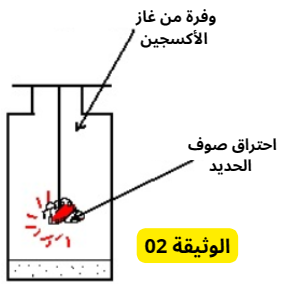 وفرة من غاز
الأكسجين
احتراق صوف
الحديد
الوثيقة 02